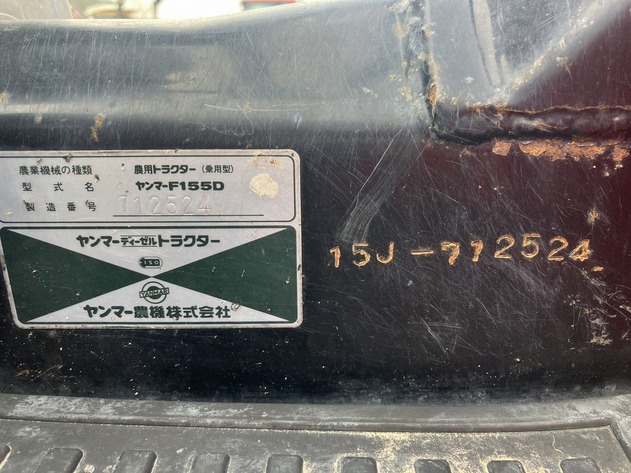 農業機械の種類 農用トラクター（乗用型）
型式名 ヤンマーF155D
製造番号 712524
ヤンマーディーゼルトラクター
ISO
YANMAR
ヤンマー農機株式会社
15J-712524